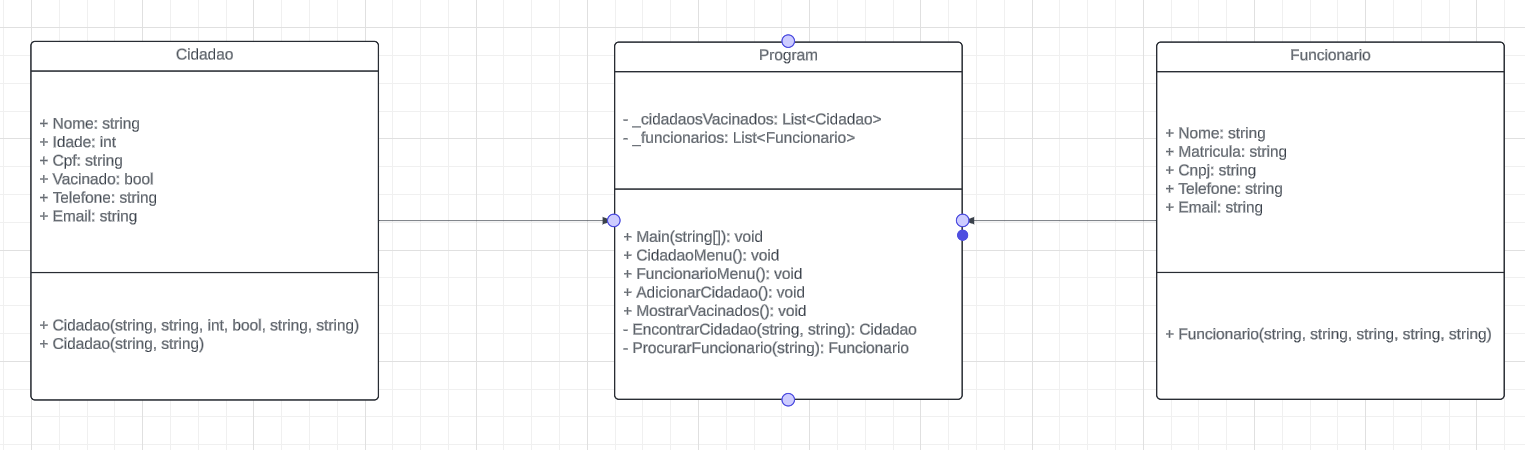 Cidadao
+ Nome: string
+ Idade: int
+ Cpf: string
+ Vacinado: bool
+ Telefone: string
+ Email: string
+ Cidadao(string, string, int, bool, string, string)
+ Cidadao(string, string)
Program
- _cidadaosVacinados: List<Cidadao>
- _funcionarios: List<Funcionario>
+ Main(string[]): void
+ CidadaoMenu(): void
+ FuncionarioMenu(): void
+ AdicionarCidadao(): void
+ MostrarVacinados(): void
- EncontrarCidadao(string, string): Cidadao
- ProcurarFuncionario(string): Funcionario
Funcionario
+ Nome: string
+ Matricula: string
+ Cnpj: string
+ Telefone: string
+ Email: string
+ Funcionario(string, string, string, string, string)